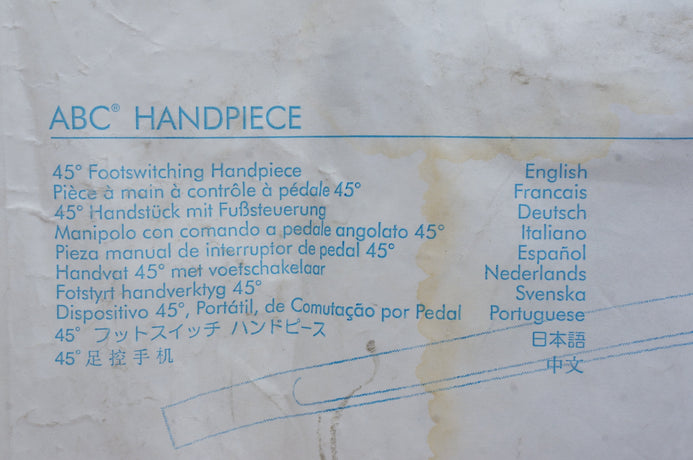 ABC® HANDPIECE
45° Footswitching Handpiece English
Pièce à main à contrôle à pédale 45° Francais
45° Handstück mit Fußsteuerung Deutsch
Manipolo con comando a pedale angolato 45° Italiano
Pieza manual de interruptor de pedal 45° Español
Handvat 45° met voetschakelaar Nederlands
Fotstyrt handverktyg 45° Svenska
Dispositivo 45°, Portátil, de Comutação por Pedal Portuguese
45° フットスイッチ ハンドピース 日本語
45° 足 控 手 机 中文